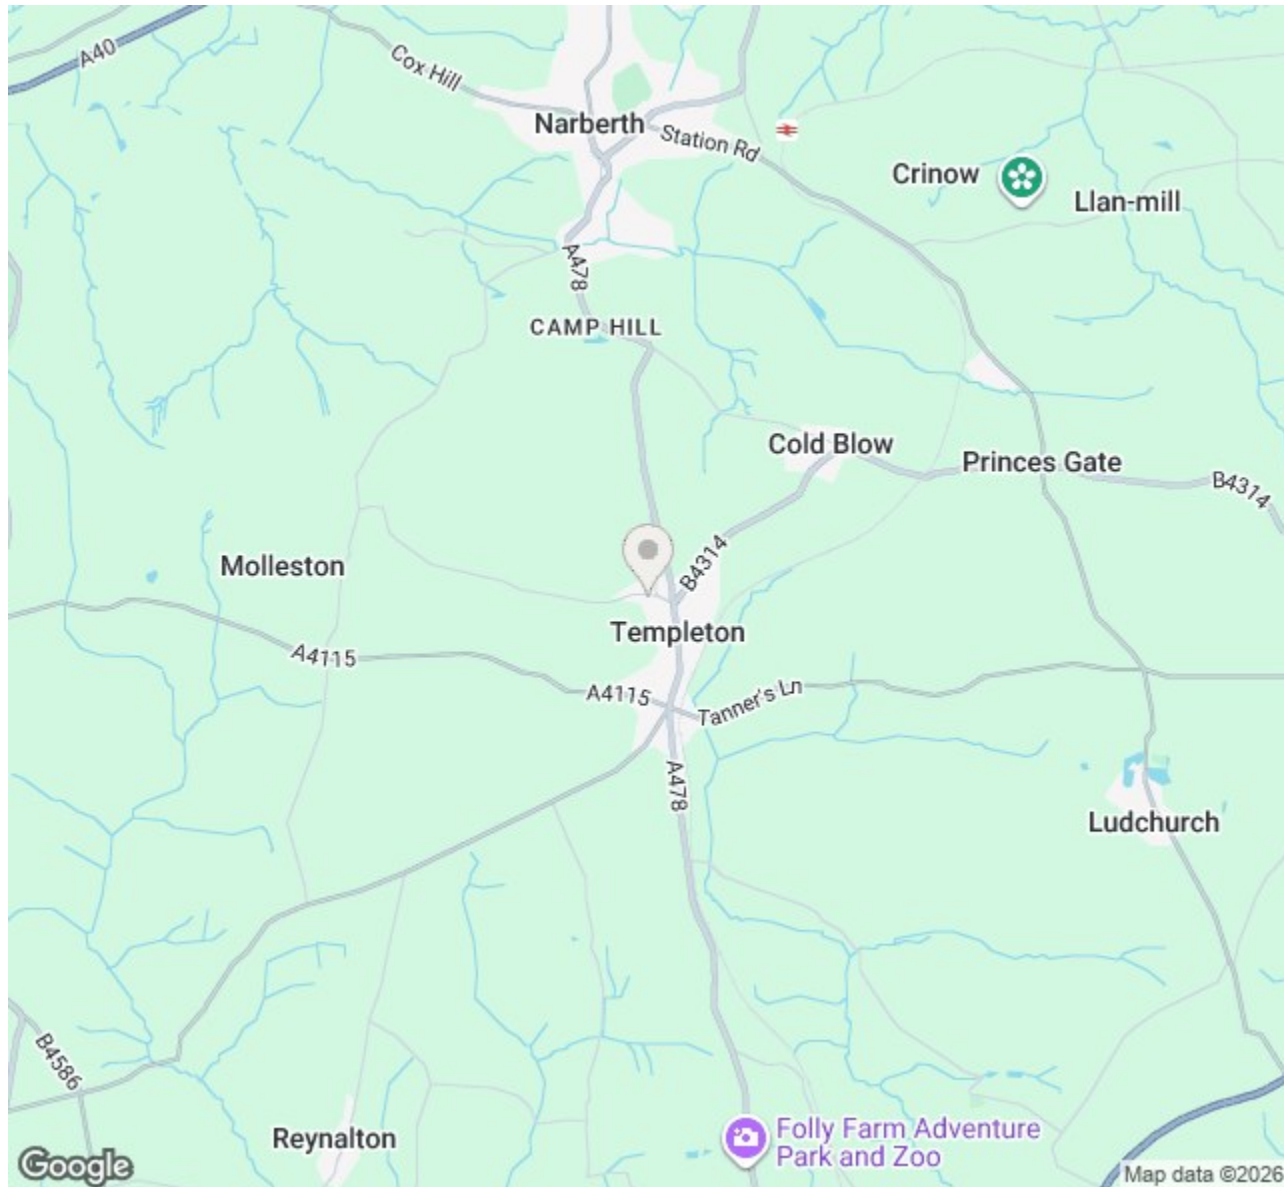 A40
Cox Hill
Narberth
Station Rd
Crinow
Llan-mill
A478
CAMP HILL
Cold Blow
Princes Gate
B4314
B4314
Molleston
Templeton
A4115
A4115
Tanner's Ln
A478
Ludchurch
B4586
Reynalton
Folly Farm Adventure
Park and Zoo
Google
Map data ©2026